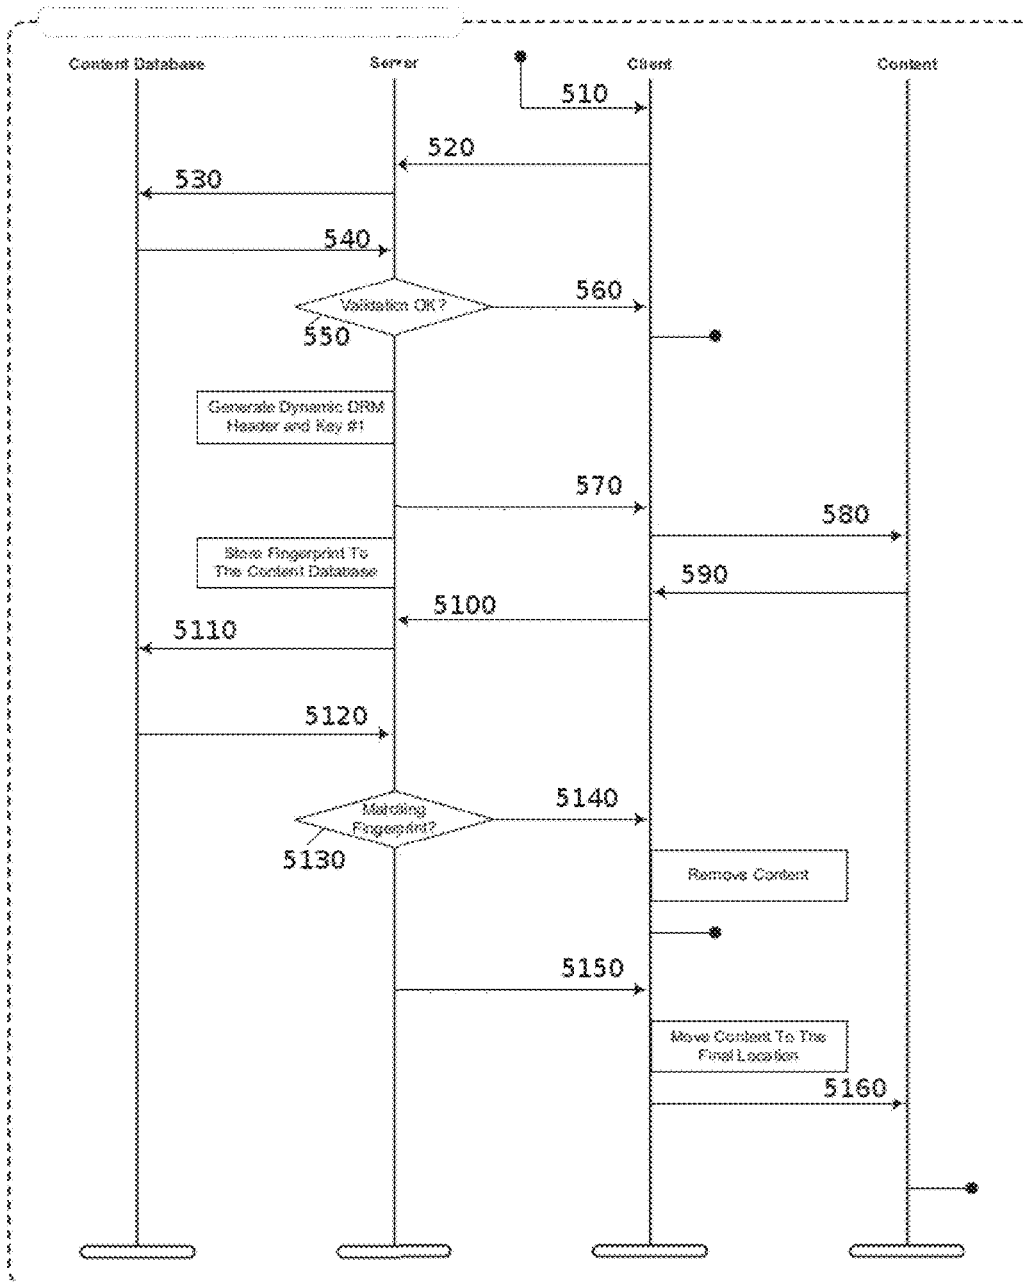 Content Database
Server
Client
Content
510
520
530
540
560
Validation OK?
550
Generate Dynamic DRM
Header and Key #1
570
580
Store Fingerprint To
The Content Database
590
5100
5110
5120
5140
Matching
Fingerprint?
5130
Remove Content
5150
Move Content To The
Final Location
5160